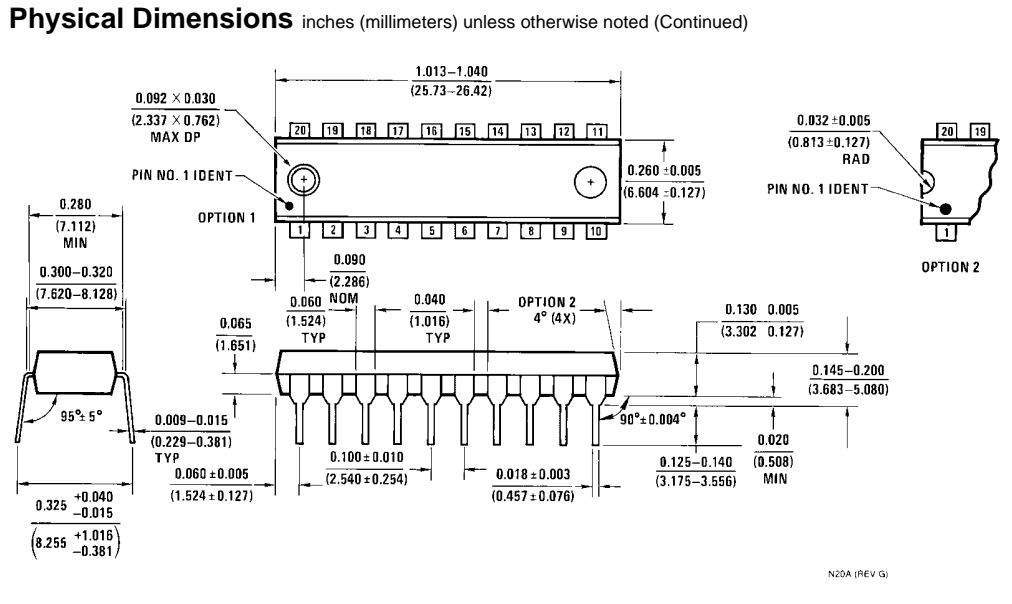 Physical Dimensions inches (millimeters) unless otherwise noted (Continued)
1.013–1.040
(25.73–26.42)
0.092 × 0.030
(2.337 × 0.762)
MAX DP
20 19 18 17 16 15 14 13 12 11
PIN NO. 1 IDENT
OPTION 1
1 2 3 4 5 6 7 8 9 10
0.260 ±0.005
(6.604 ±0.127)
0.032 ±0.005
(0.813 ±0.127)
RAD
20 19
PIN NO. 1 IDENT
1
OPTION 2
0.280
(7.112)
MIN
0.300–0.320
(7.620–8.128)
0.090
(2.286)
NOM
0.060
(1.524)
TYP
0.040
(1.016)
TYP
OPTION 2
4° (4X)
0.065
(1.651)
0.130 0.005
(3.302 0.127)
0.145–0.200
(3.683–5.080)
95° ± 5°
0.009–0.015
(0.229–0.381)
TYP
90° ±0.004°
0.020
(0.508)
MIN
0.125–0.140
(3.175–3.556)
0.100 ±0.010
(2.540 ±0.254)
0.018 ±0.003
(0.457 ±0.076)
0.060 ±0.005
(1.524 ±0.127)
0.325 +0.040
–0.015
(8.255 +1.016
–0.381)
N20A (REV G)